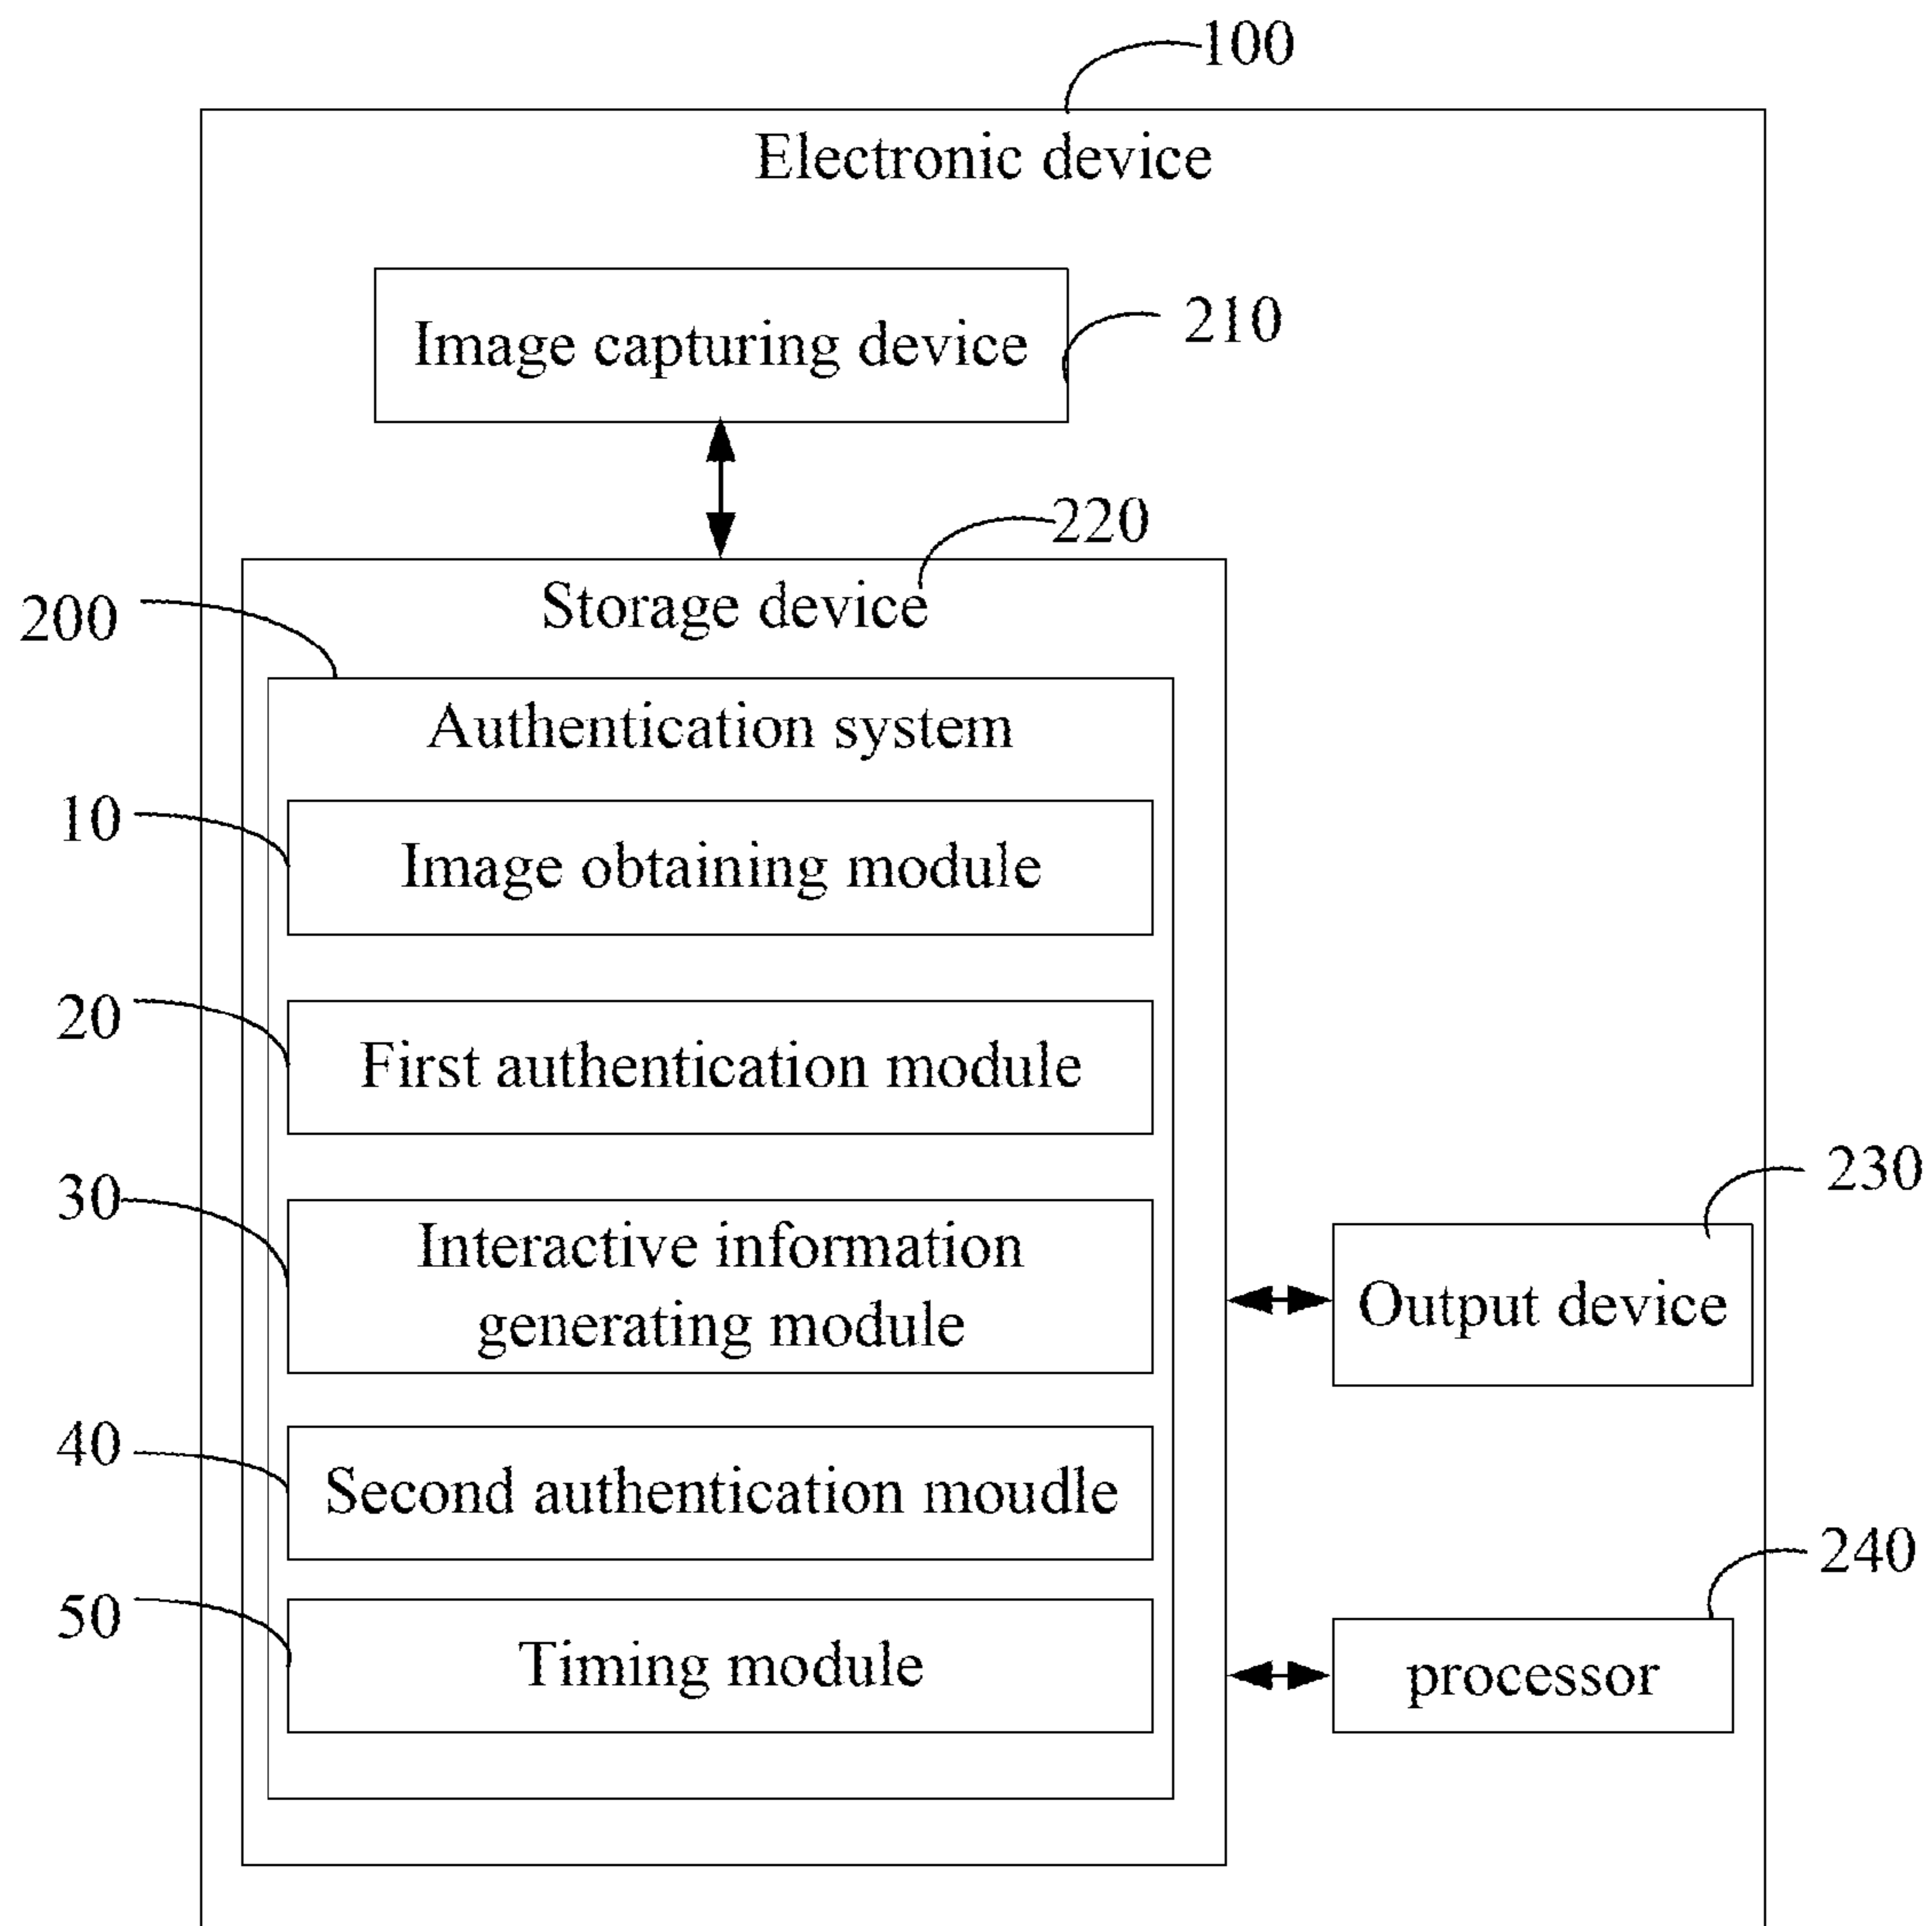 100
Electronic device
Image capturing device
210
220
Storage device
200
Authentication system
10
Image obtaining module
20
First authentication module
30
Interactive information
generating module
230
Output device
40
Second authentication moudle
240
50
Timing module
processor